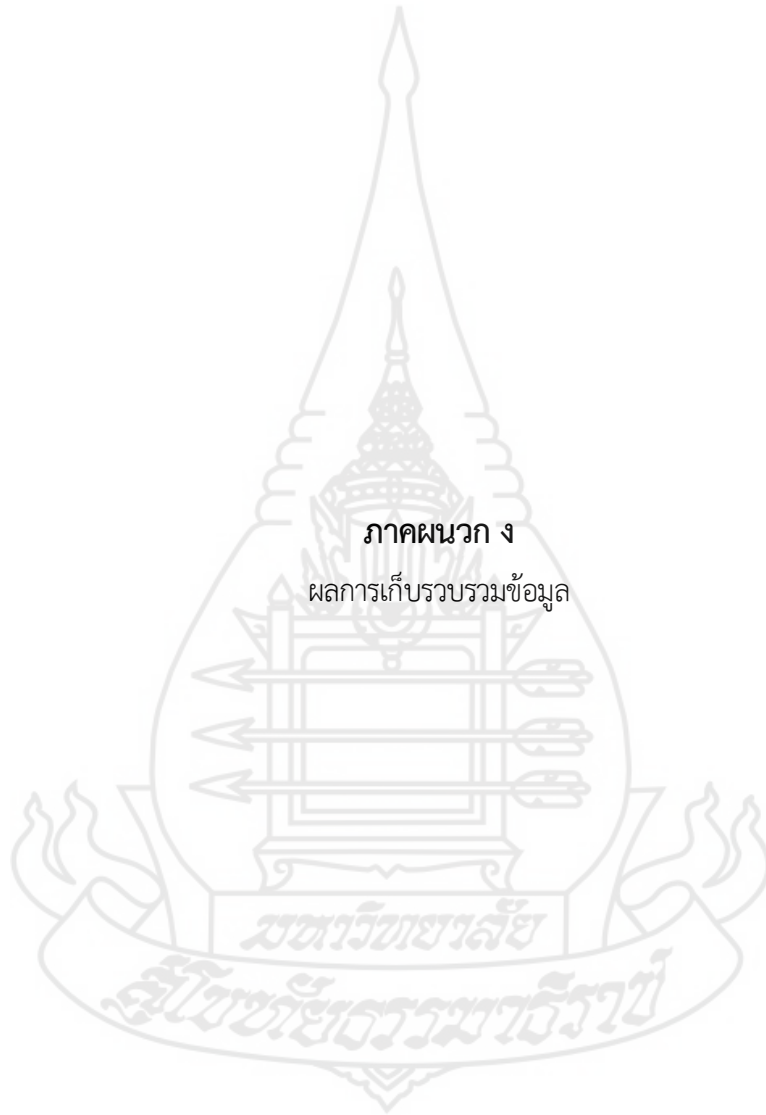 ภาคผนวก ง
ผลการเก็บรวบรวมข้อมูล
มหาวิทยาลัย
สุโขทัยธรรมาธิราช